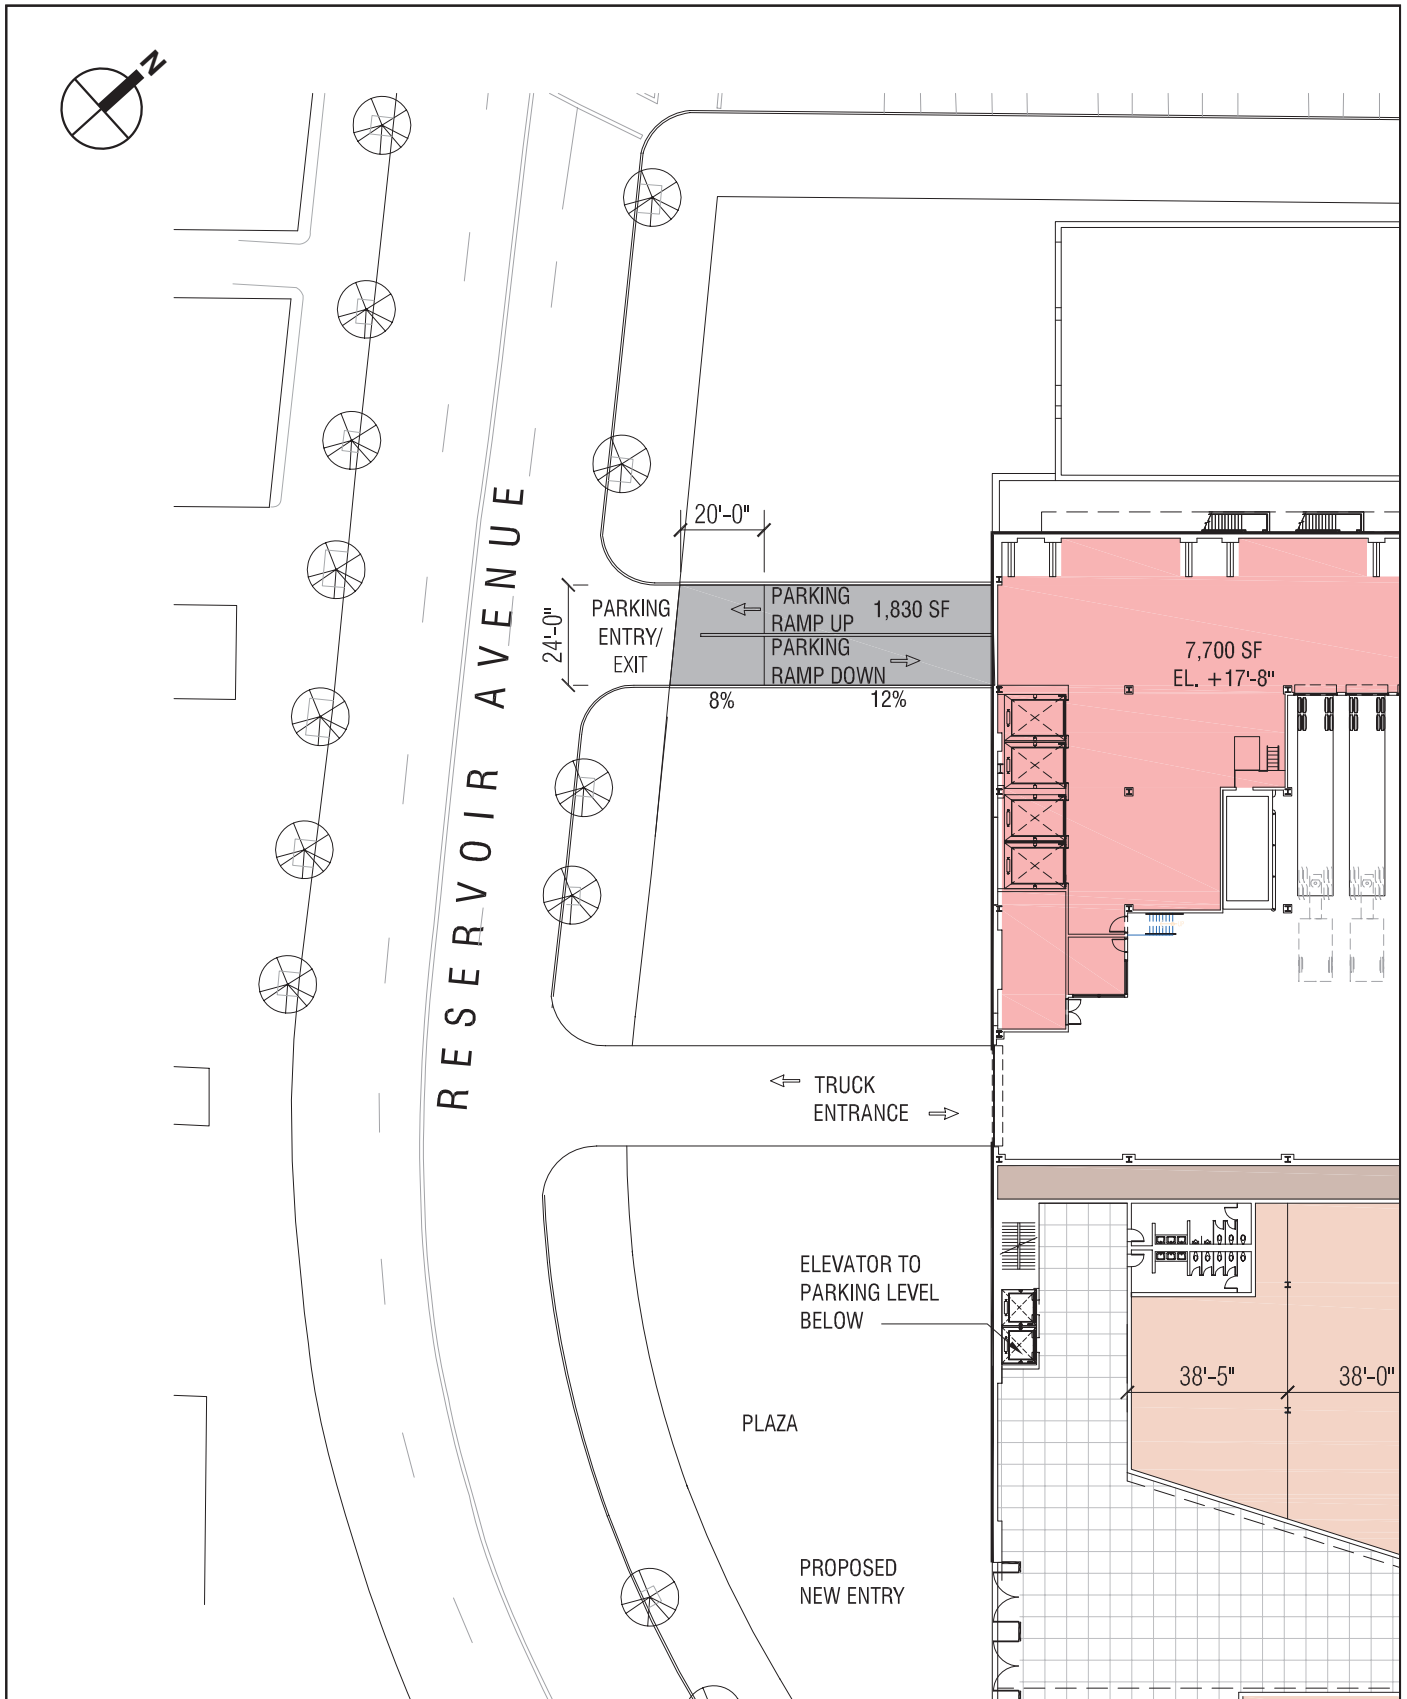 N
RESERVOIR AVENUE
20'-0"
24'-0"
PARKING
ENTRY/
EXIT
PARKING
RAMP UP
1,830 SF
PARKING
RAMP DOWN
8%
12%
7,700 SF
EL. +17'-8"
TRUCK
ENTRANCE
ELEVATOR TO
PARKING LEVEL
BELOW
38'-5"
38'-0"
PLAZA
PROPOSED
NEW ENTRY